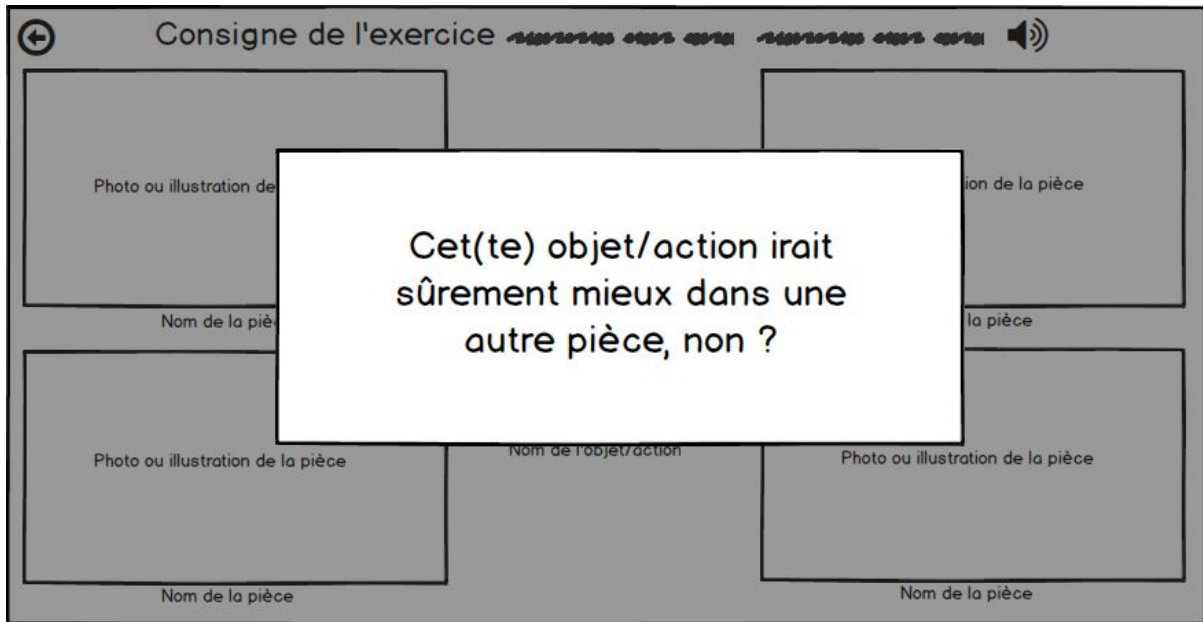 Consigne de l'exercice
Photo ou illustration de
ion de la pièce
Cet(te) objet/action irait
sûrement mieux dans une
autre pièce, non ?
Nom de la piè
la pièce
Nom de l'objet/action
Photo ou illustration de la pièce
Photo ou illustration de la pièce
Nom de la pièce
Nom de la pièce